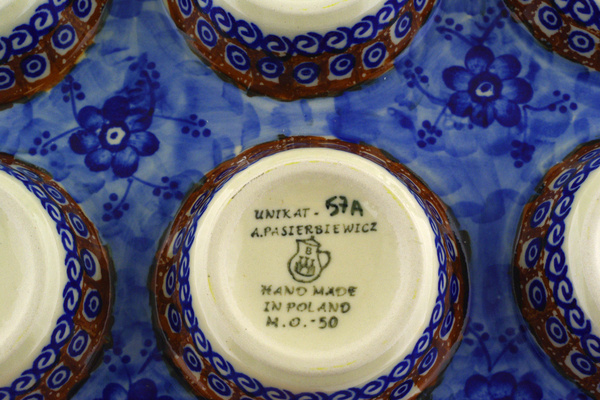 UNIKAT - 57A
A.PASIERBIEWICZ
B
HAND MADE
IN POLAND
M.O.-50